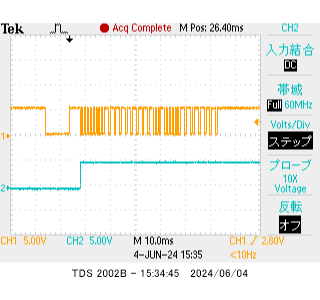 Tek Acq Complete M Pos: 26.40ms CH2
入力結合
DC
帯域
Full 60MHz
Volts/Div
ステップ
プローブ
10X
Voltage
反転
オフ
1
2
CH1 5.00V CH2 5.00V M 10.0ms CH1 / 2.80V
4-JUN-24 15:35 <10Hz
TDS 2002B - 15:34:45 2024/06/04